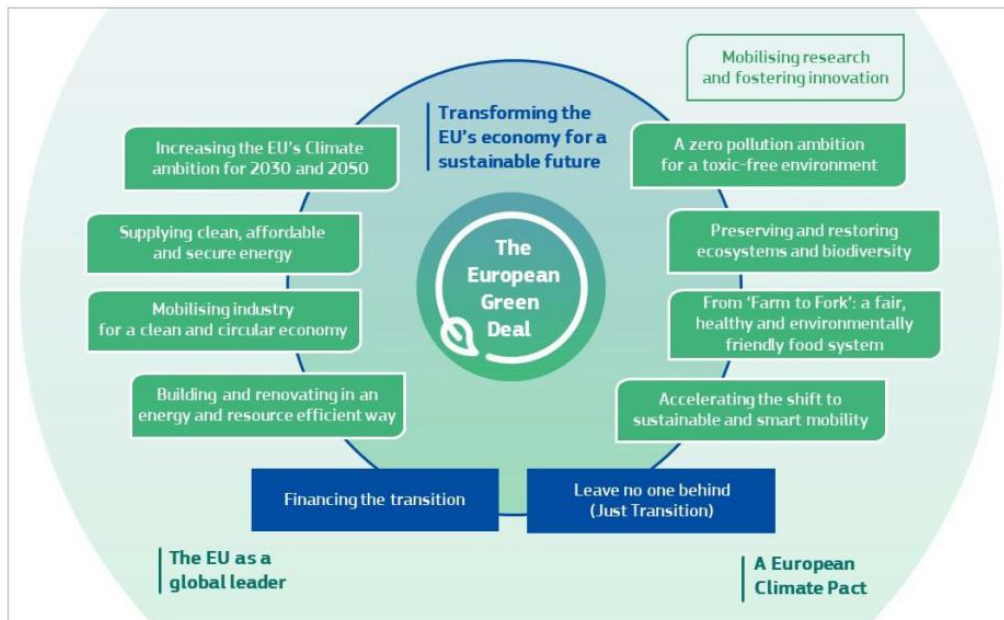 Mobilising research
and fostering innovation
Transforming the
EU's economy for a
sustainable future
Increasing the EU's Climate
ambition for 2030 and 2050
A zero pollution ambition
for a toxic-free environment
Supplying clean, affordable
and secure energy
Preserving and restoring
ecosystems and biodiversity
The
European
Green
Deal
Mobilising industry
for a clean and circular economy
From ‘Farm to Fork’: a fair,
healthy and environmentally
friendly food system
Building and renovating in an
energy and resource efficient way
Accelerating the shift to
sustainable and smart mobility
Financing the transition
Leave no one behind
(Just Transition)
The EU as a
global leader
A European
Climate Pact